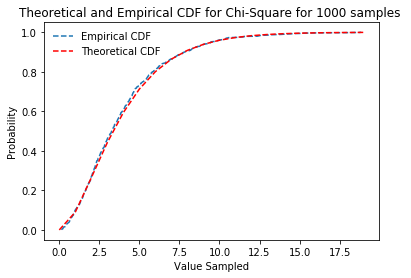 Theoretical and Empirical CDF for Chi-Square for 1000 samples
Empirical CDF
Theoretical CDF
1.0
0.8
0.6
0.4
0.2
0.0
Probability
0.0 2.5 5.0 7.5 10.0 12.5 15.0 17.5
Value Sampled